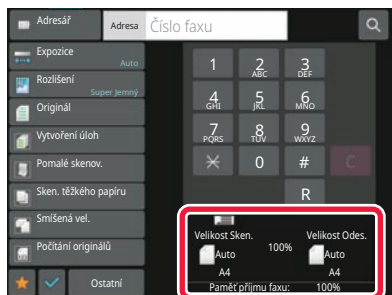 Adresář
Adresa
Číslo faxu
Expozice
Auto
Rozlišení
Super Jemný
Originál
Vytvoření úloh
Pomalé skenov.
Sken. těžkého papíru
Smíšená vel.
Počítání originálů
Ostatní
1 2 3
ABC DEF
4 5 6
GHI JKL MNO
7 8 9
PQRS TUV WXYZ
0 # C
R
Velikost Sken. 100% Velikost Odes.
Auto Auto
A4 A4
Paměť příjmu faxu: 100%